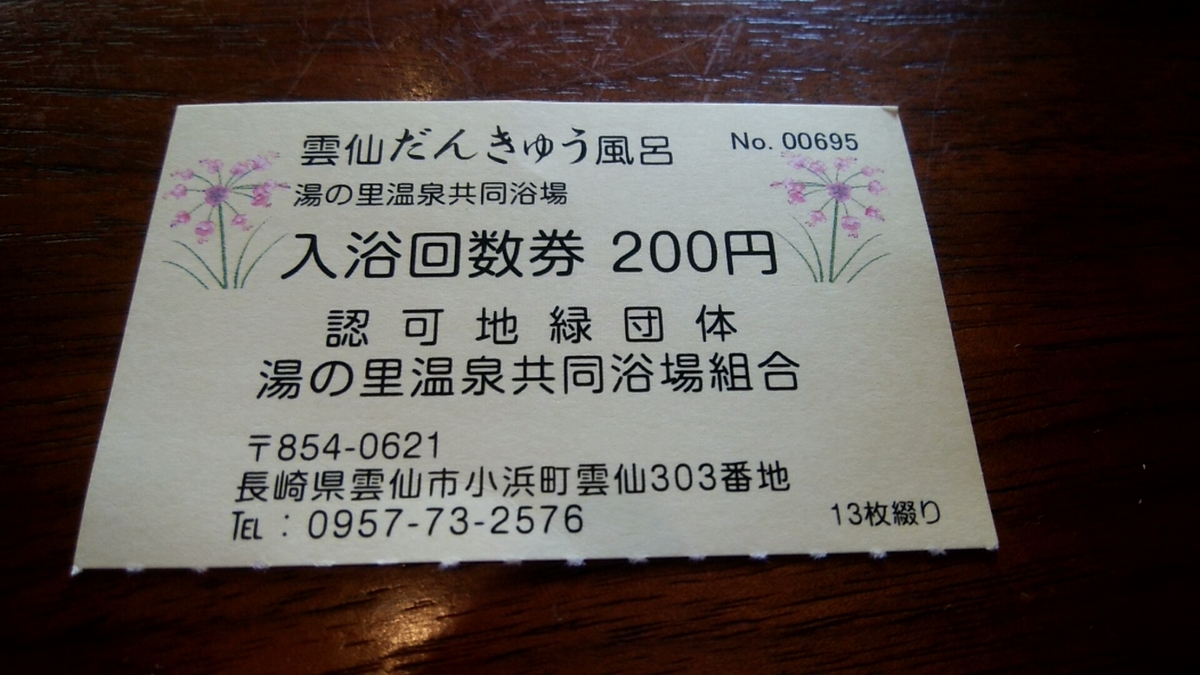 雲仙だんきゅう風呂
No. 00695
湯の里温泉共同浴場
入浴回数券 200円
認可地緑団体
湯の里温泉共同浴場組合
〒854-0621
長崎県雲仙市小浜町雲仙303番地
TEL : 0957-73-2576
13枚綴り